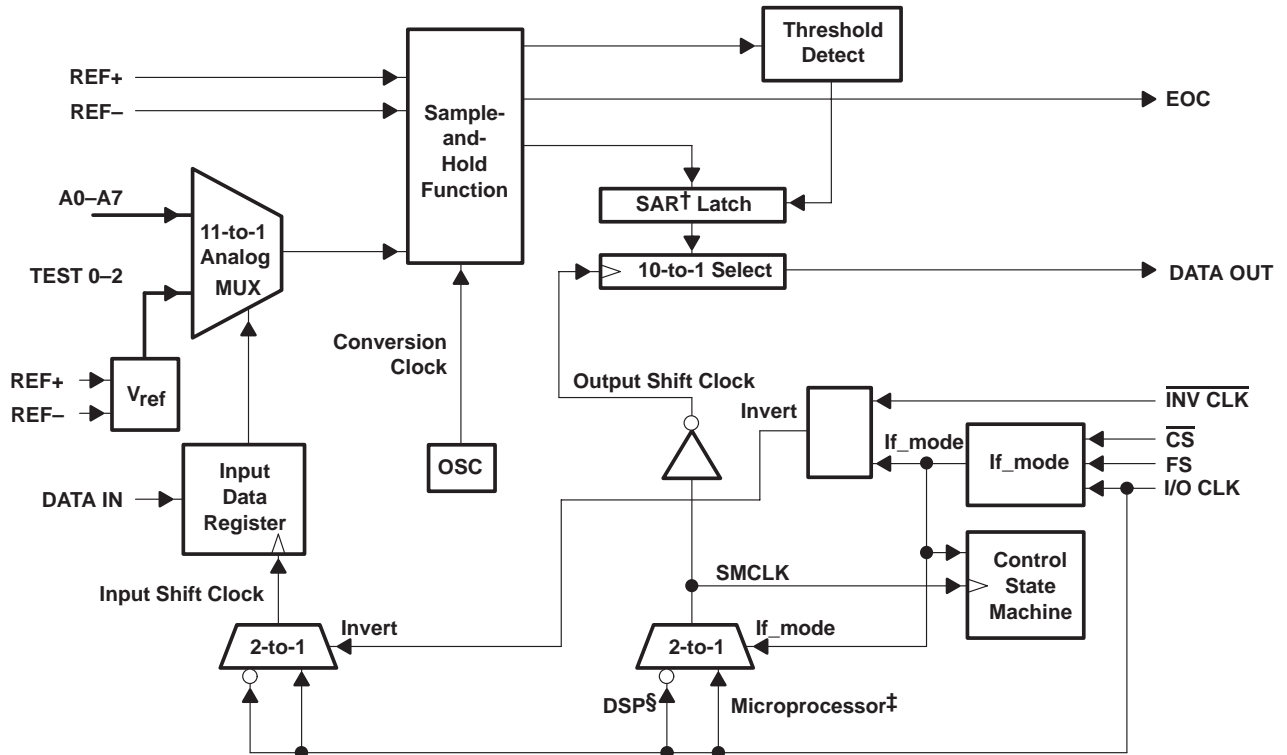 Threshold
Detect
REF+
REF–
EOC
Sample-
and-
Hold
Function
A0–A7
SAR† Latch
11-to-1
Analog
MUX
10-to-1 Select
DATA OUT
TEST 0–2
Conversion
Clock
REF+
REF–
Vref
Output Shift Clock
Invert
INV CLK
If_mode
CS
If_mode
FS
I/O CLK
OSC
DATA IN
Input
Data
Register
Control
State
Machine
SMCLK
Input Shift Clock
Invert
If_mode
2-to-1
2-to-1
DSP§
Microprocessor‡